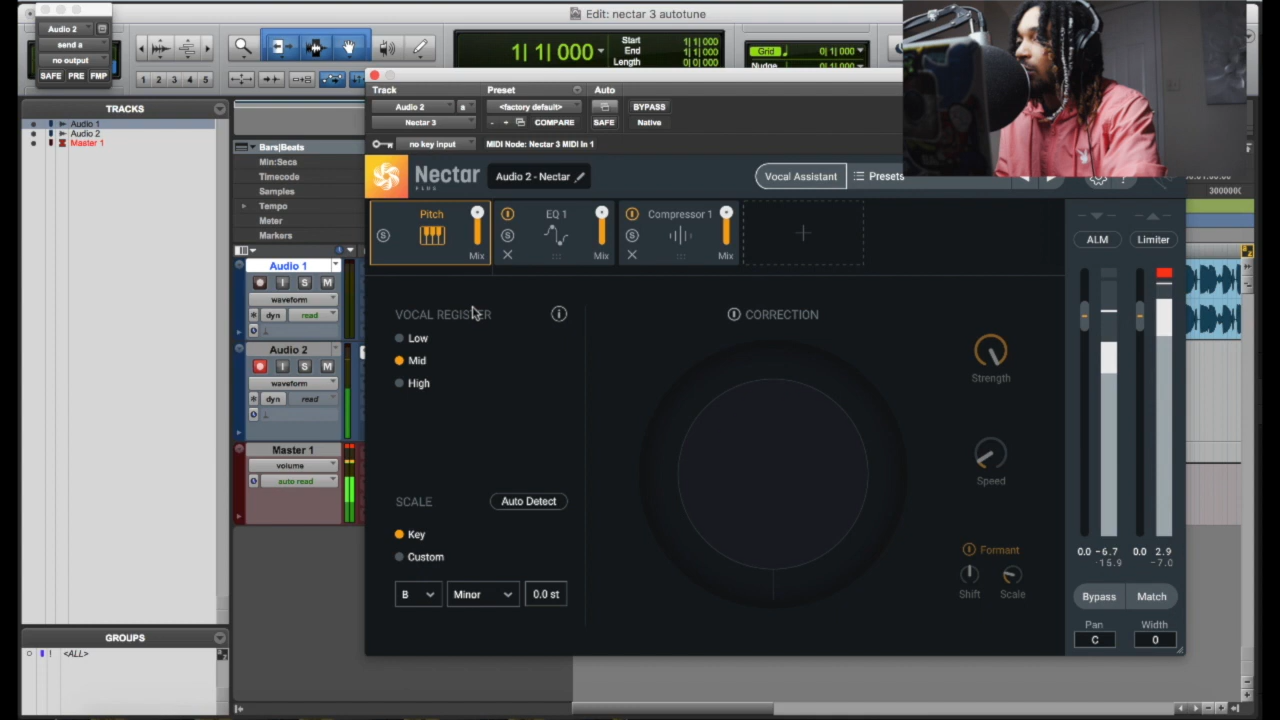 Edit: nectar 3 autotune
Audio 2
send a
no output
SAFE PRE FMP
1 2 3 4 5
1| 1| 000
Start 1| 1| 000
End 1| 1| 000
Length 0| 0| 000
Grid 0| 1| 000
Nudge
TRACKS
Audio 1
Audio 2
Master 1
Bars|Beats
Min:Secs
Timecode
Samples
Tempo
Meter
Markers
Audio 1
I S M
waveform
dyn read
Audio 2
I S M
waveform
dyn read
Master 1
volume
auto read
GROUPS
! <ALL>
Track Preset Auto
Audio 2 a <factory default> BYPASS
Nectar 3 - + COMPARE SAFE Native
no key input MIDI Node: Nectar 3 MIDI In 1
Nectar
PLUS
Audio 2 - Nectar
Vocal Assistant
Presets
?
300000(
Pitch
S
Mix
EQ 1
S
Mix
Compressor 1
S
Mix
+
ALM Limiter
VOCAL REGISTER
Low
Mid
High
SCALE Auto Detect
Key
Custom
B Minor 0.0 st
CORRECTION
Strength
Speed
Formant
Shift Scale
0.0 -6.7 0.0 2.9
-15.9 -7.0
Bypass Match
Pan Width
C 0